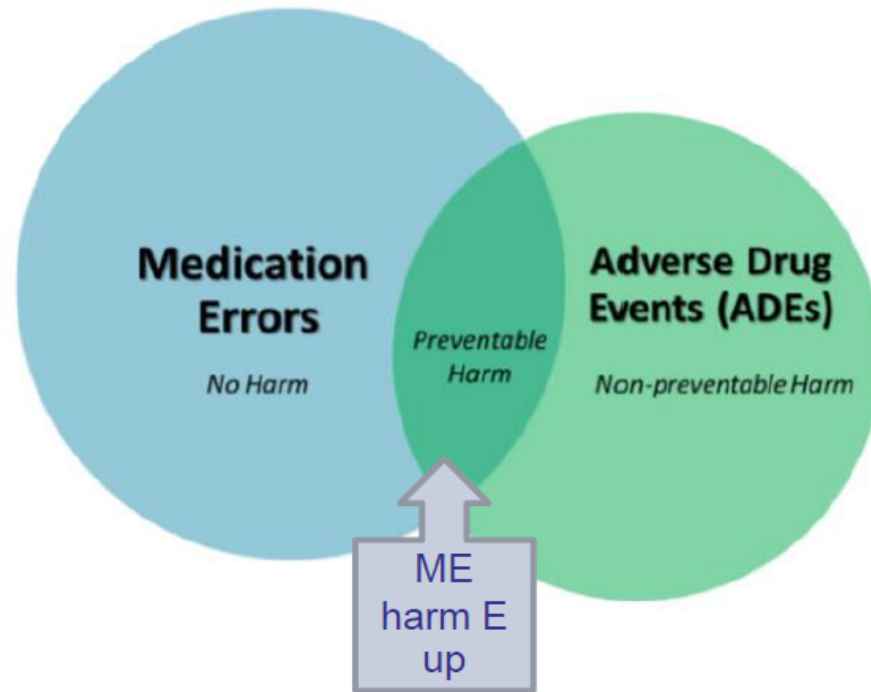 Medication
Errors
No Harm
Preventable
Harm
Adverse Drug
Events (ADEs)
Non-preventable Harm
ME
harm E
up